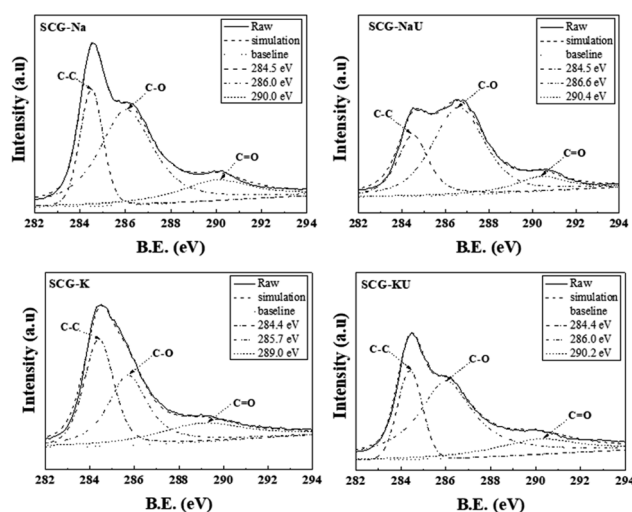 SCG-Na
Raw
simulation
baseline
284.5 eV
286.0 eV
290.0 eV
C-C
C-O
C=O
Intensity (a.u)
282 284 286 288 290 292 294
B.E. (eV)
SCG-NaU
Raw
simulation
baseline
284.5 eV
286.6 eV
290.4 eV
C-C
C-O
C=O
Intensity (a.u)
282 284 286 288 290 292 294
B.E. (eV)
SCG-K
Raw
simulation
baseline
284.4 eV
285.7 eV
289.0 eV
C-C
C-O
C=O
Intensity (a.u)
282 284 286 288 290 292 294
B.E. (eV)
SCG-KU
Raw
simulation
baseline
284.4 eV
286.0 eV
290.2 eV
C-C
C-O
C=O
Intensity (a.u)
282 284 286 288 290 292 294
B.E. (eV)